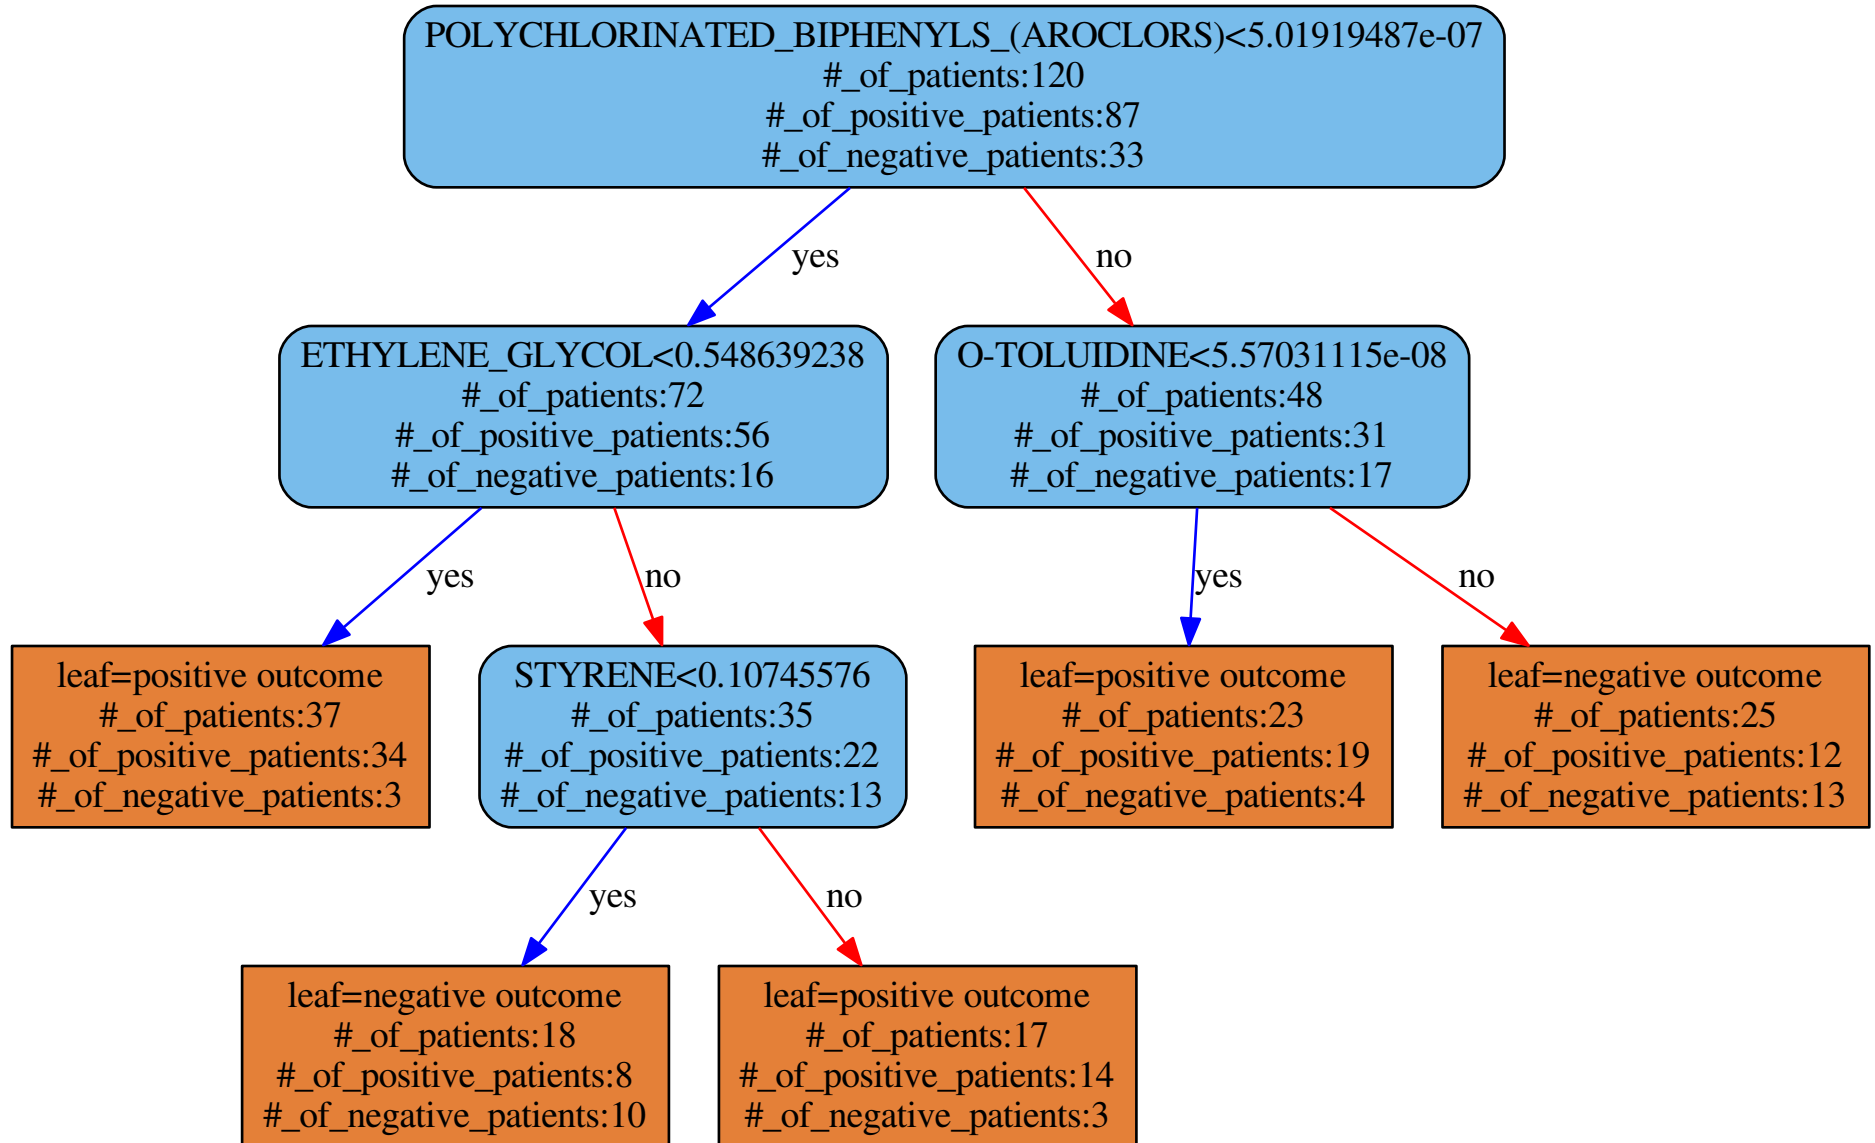 POLYCHLORINATED_BIPHENYLS_(AROCLORS)<5.01919487e-07
#_of_patients:120
#_of_positive_patients:87
#_of_negative_patients:33
yes
no
ETHYLENE_GLYCOL<0.548639238
#_of_patients:72
#_of_positive_patients:56
#_of_negative_patients:16
O-TOLUIDINE<5.57031115e-08
#_of_patients:48
#_of_positive_patients:31
#_of_negative_patients:17
yes
no
yes
no
leaf=positive outcome
#_of_patients:37
#_of_positive_patients:34
#_of_negative_patients:3
STYRENE<0.10745576
#_of_patients:35
#_of_positive_patients:22
#_of_negative_patients:13
leaf=positive outcome
#_of_patients:23
#_of_positive_patients:19
#_of_negative_patients:4
leaf=negative outcome
#_of_patients:25
#_of_positive_patients:12
#_of_negative_patients:13
yes
no
leaf=negative outcome
#_of_patients:18
#_of_positive_patients:8
#_of_negative_patients:10
leaf=positive outcome
#_of_patients:17
#_of_positive_patients:14
#_of_negative_patients:3